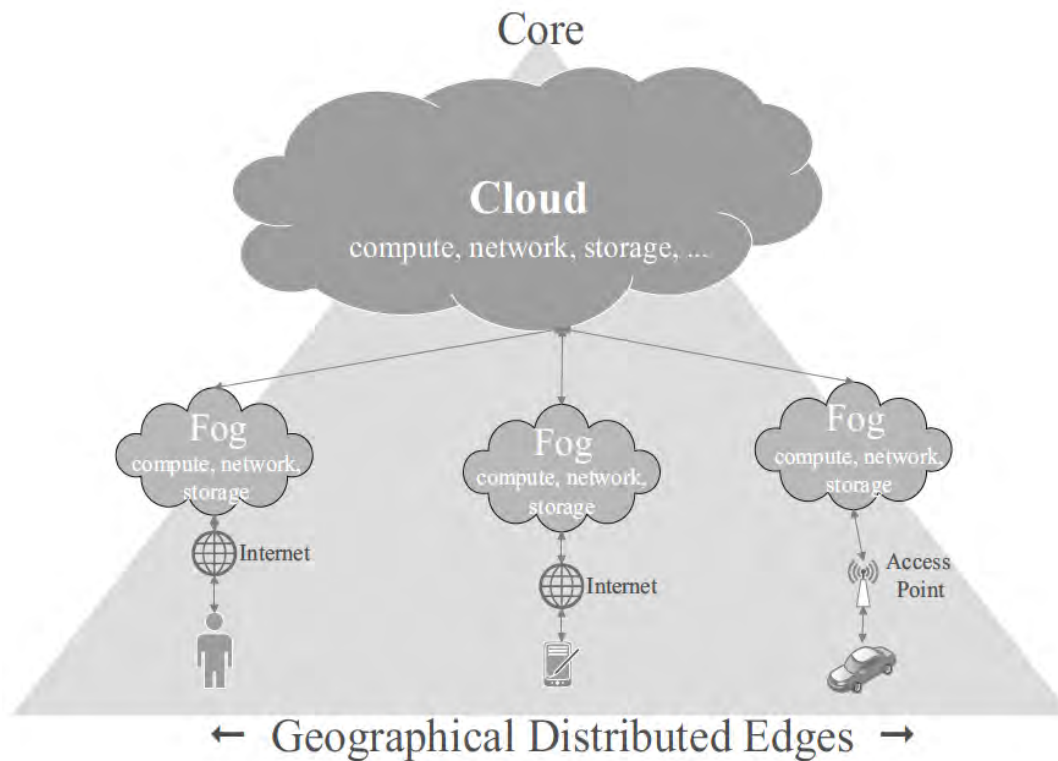 Core
Cloud
compute, network, storage, ...
Fog
compute, network,
storage
Fog
compute, network,
storage
Fog
compute, network,
storage
Internet
Internet
Access
Point
← Geographical Distributed Edges →